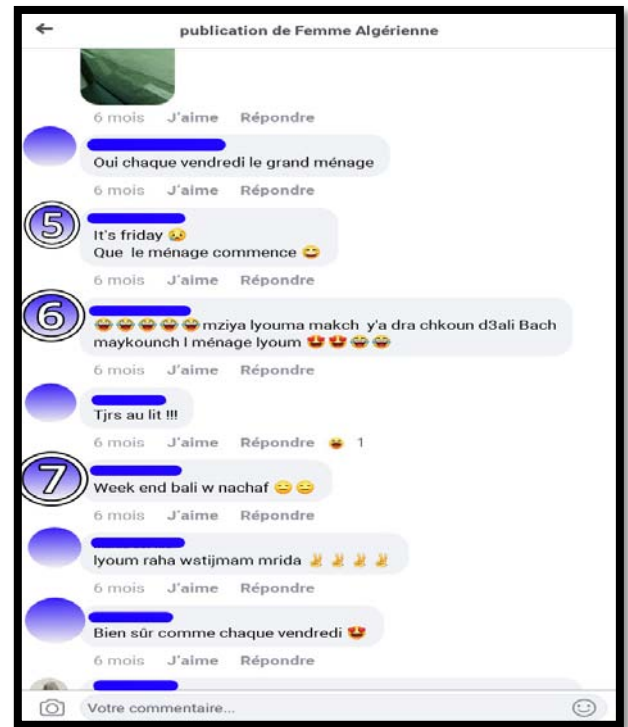 publication de Femme Algérienne
6 mois J'aime Répondre
Oui chaque vendredi le grand ménage
6 mois J'aime Répondre
5
It's friday 😥
Que le ménage commence 😄
6 mois J'aime Répondre
6
😂😂😂😂😂 mziya lyouma makch y'a dra chkoun d3ali Bach
maykounch l ménage lyoum 🤩🤩😂😂
6 mois J'aime Répondre
Tjrs au lit !!!
6 mois J'aime Répondre 😆 1
7
Week end bali w nachaf 😑😑
6 mois J'aime Répondre
lyoum raha wstijmam mrida ✌️✌️✌️✌️
6 mois J'aime Répondre
Bien sûr comme chaque vendredi 🤩
6 mois J'aime Répondre
Votre commentaire...